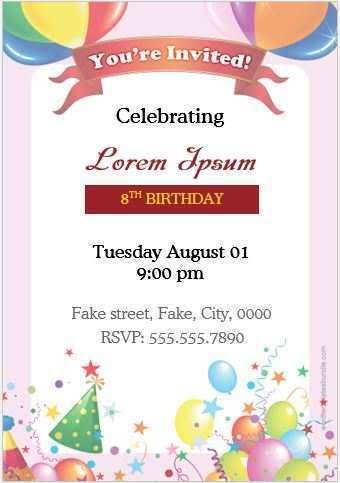 You're Invited!
Celebrating
Lorem Ipsum
8TH BIRTHDAY
Tuesday August 01
9:00 pm
Fake street, Fake, City, 0000
RSVP: 555.555.7890